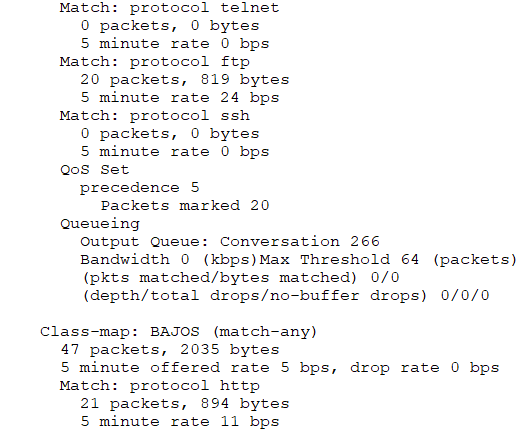 Match: protocol telnet
0 packets, 0 bytes
5 minute rate 0 bps
Match: protocol ftp
20 packets, 819 bytes
5 minute rate 24 bps
Match: protocol ssh
0 packets, 0 bytes
5 minute rate 0 bps
QoS Set
precedence 5
Packets marked 20
Queueing
Output Queue: Conversation 266
Bandwidth 0 (kbps)Max Threshold 64 (packets)
(pkts matched/bytes matched) 0/0
(depth/total drops/no-buffer drops) 0/0/0
Class-map: BAJOS (match-any)
47 packets, 2035 bytes
5 minute offered rate 5 bps, drop rate 0 bps
Match: protocol http
21 packets, 894 bytes
5 minute rate 11 bps